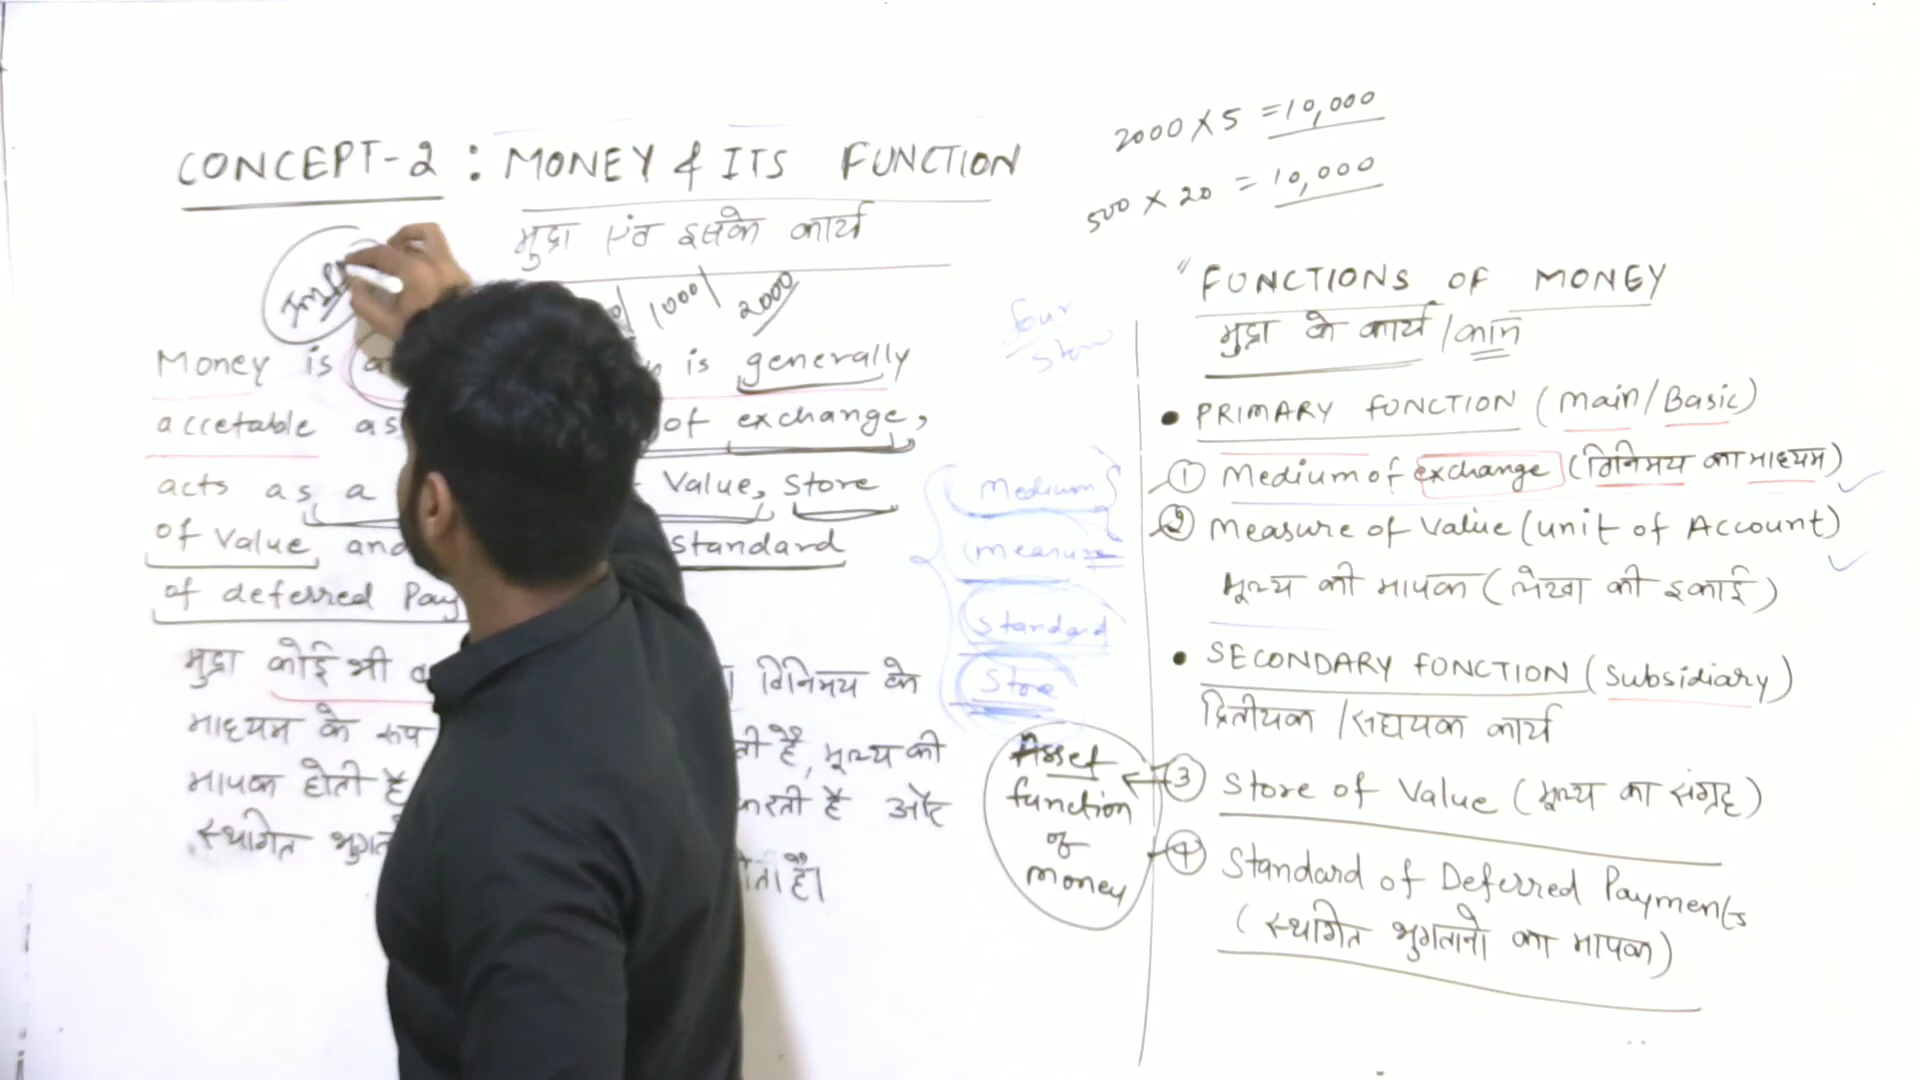 CONCEPT-2 : MONEY & ITS FUNCTION
मुद्रा एंव इसके कार्य
1000 | 2000
Money is is generally
accetable as of exchange,
acts as a Value, Store
of Value, and standard
of deferred Pay
मुद्रा कोई भी विनिमय के
माध्यम के रूप ती है, मूल्य की
मापक होती है करती है और
स्थगित भुगत
होता है।
2000 X 5 = 10,000
500 X 20 = 10,000
four
Medium
Measure
Standard
Store
Asset
function
of
money
FUNCTIONS OF MONEY
मुद्रा के कार्य / काम
• PRIMARY FUNCTION (Main/Basic)
① Medium of exchange (विनिमय का माध्यम)
② Measure of Value (unit of Account)
मूल्य की मापक (लेखा की इकाई)
• SECONDARY FUNCTION (Subsidiary)
द्वितीयक / सहायक कार्य
③ Store of Value (मूल्य का संग्रह)
④ Standard of Deferred Payments
(स्थगित भुगतानो का मापक)